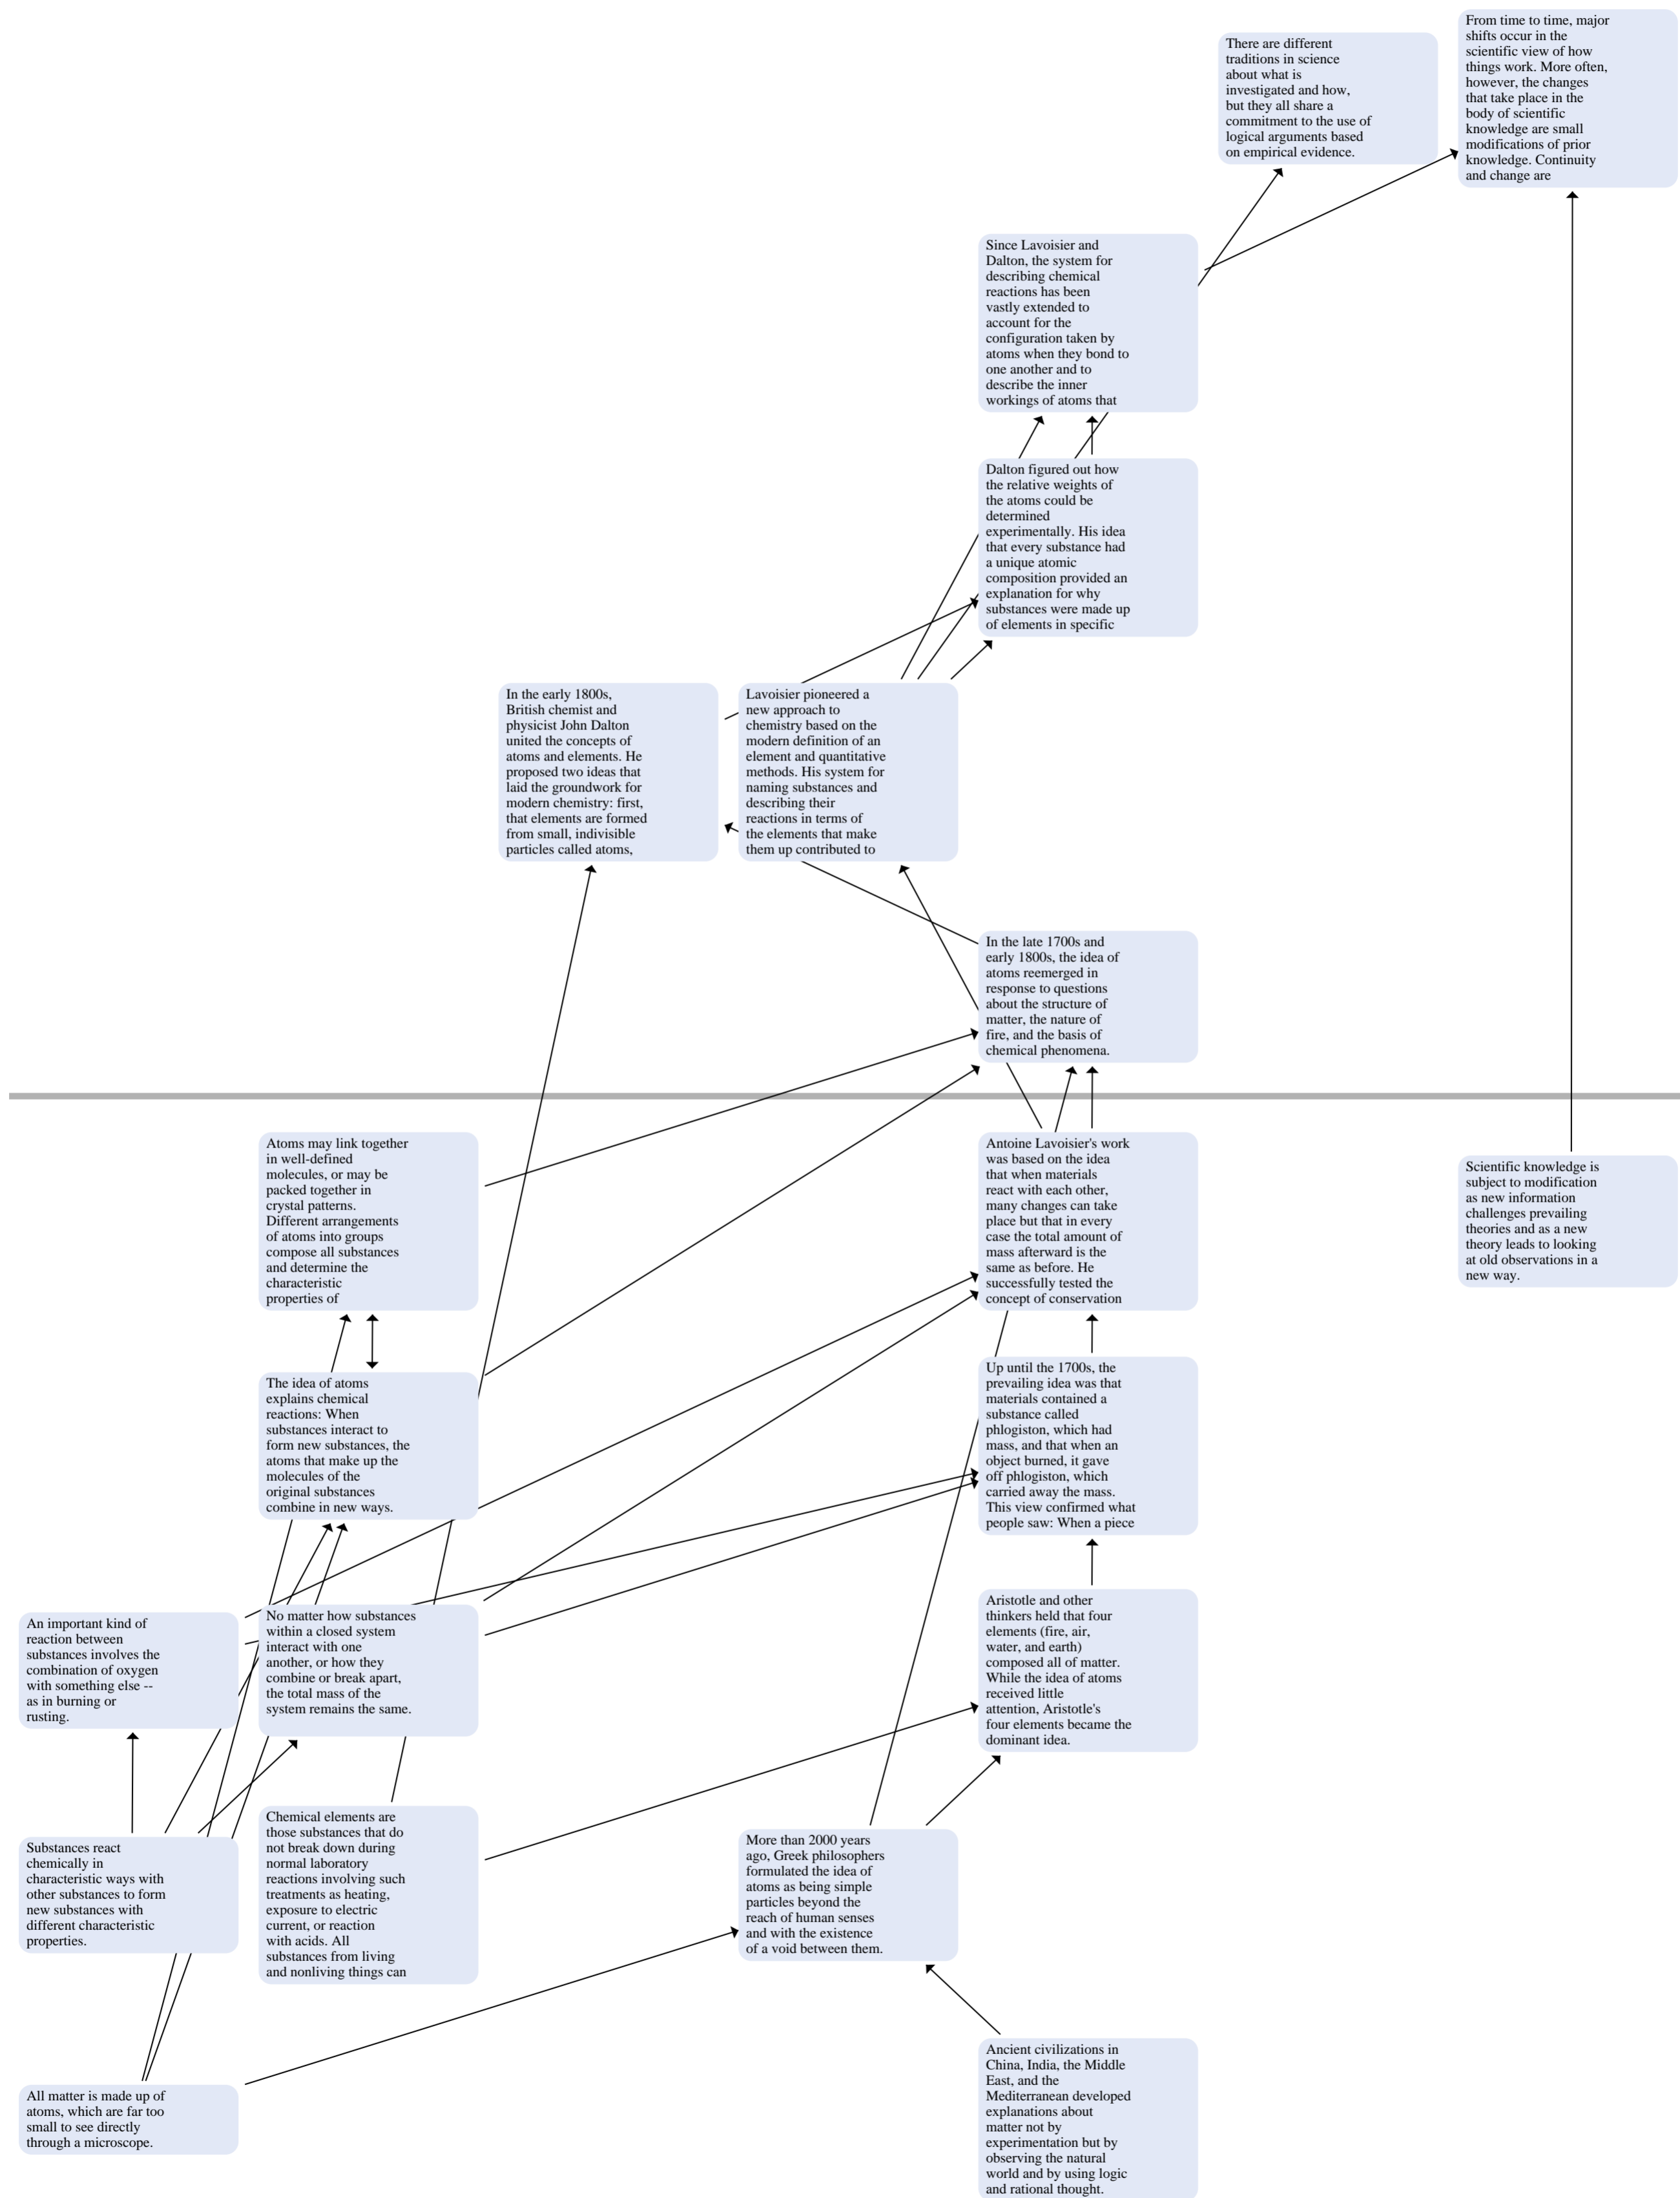 There are different
traditions in science
about what is
investigated and how,
but they all share a
commitment to the use of
logical arguments based
on empirical evidence.
From time to time, major
shifts occur in the
scientific view of how
things work. More often,
however, the changes
that take place in the
body of scientific
knowledge are small
modifications of prior
knowledge. Continuity
and change are
Since Lavoisier and
Dalton, the system for
describing chemical
reactions has been
vastly extended to
account for the
configuration taken by
atoms when they bond to
one another and to
describe the inner
workings of atoms that
Dalton figured out how
the relative weights of
the atoms could be
determined
experimentally. His idea
that every substance had
a unique atomic
composition provided an
explanation for why
substances were made up
of elements in specific
In the early 1800s,
British chemist and
physicist John Dalton
united the concepts of
atoms and elements. He
proposed two ideas that
laid the groundwork for
modern chemistry: first,
that elements are formed
from small, indivisible
particles called atoms,
Lavoisier pioneered a
new approach to
chemistry based on the
modern definition of an
element and quantitative
methods. His system for
naming substances and
describing their
reactions in terms of
the elements that make
them up contributed to
In the late 1700s and
early 1800s, the idea of
atoms reemerged in
response to questions
about the structure of
matter, the nature of
fire, and the basis of
chemical phenomena.
Atoms may link together
in well-defined
molecules, or may be
packed together in
crystal patterns.
Different arrangements
of atoms into groups
compose all substances
and determine the
characteristic
properties of
Antoine Lavoisier's work
was based on the idea
that when materials
react with each other,
many changes can take
place but that in every
case the total amount of
mass afterward is the
same as before. He
successfully tested the
concept of conservation
Scientific knowledge is
subject to modification
as new information
challenges prevailing
theories and as a new
theory leads to looking
at old observations in a
new way.
The idea of atoms
explains chemical
reactions: When
substances interact to
form new substances, the
atoms that make up the
molecules of the
original substances
combine in new ways.
Up until the 1700s, the
prevailing idea was that
materials contained a
substance called
phlogiston, which had
mass, and that when an
object burned, it gave
off phlogiston, which
carried away the mass.
This view confirmed what
people saw: When a piece
An important kind of
reaction between
substances involves the
combination of oxygen
with something else --
as in burning or
rusting.
No matter how substances
within a closed system
interact with one
another, or how they
combine or break apart,
the total mass of the
system remains the same.
Aristotle and other
thinkers held that four
elements (fire, air,
water, and earth)
composed all of matter.
While the idea of atoms
received little
attention, Aristotle's
four elements became the
dominant idea.
Substances react
chemically in
characteristic ways with
other substances to form
new substances with
different characteristic
properties.
Chemical elements are
those substances that do
not break down during
normal laboratory
reactions involving such
treatments as heating,
exposure to electric
current, or reaction
with acids. All
substances from living
and nonliving things can
More than 2000 years
ago, Greek philosophers
formulated the idea of
atoms as being simple
particles beyond the
reach of human senses
and with the existence
of a void between them.
All matter is made up of
atoms, which are far too
small to see directly
through a microscope.
Ancient civilizations in
China, India, the Middle
East, and the
Mediterranean developed
explanations about
matter not by
experimentation but by
observing the natural
world and by using logic
and rational thought.